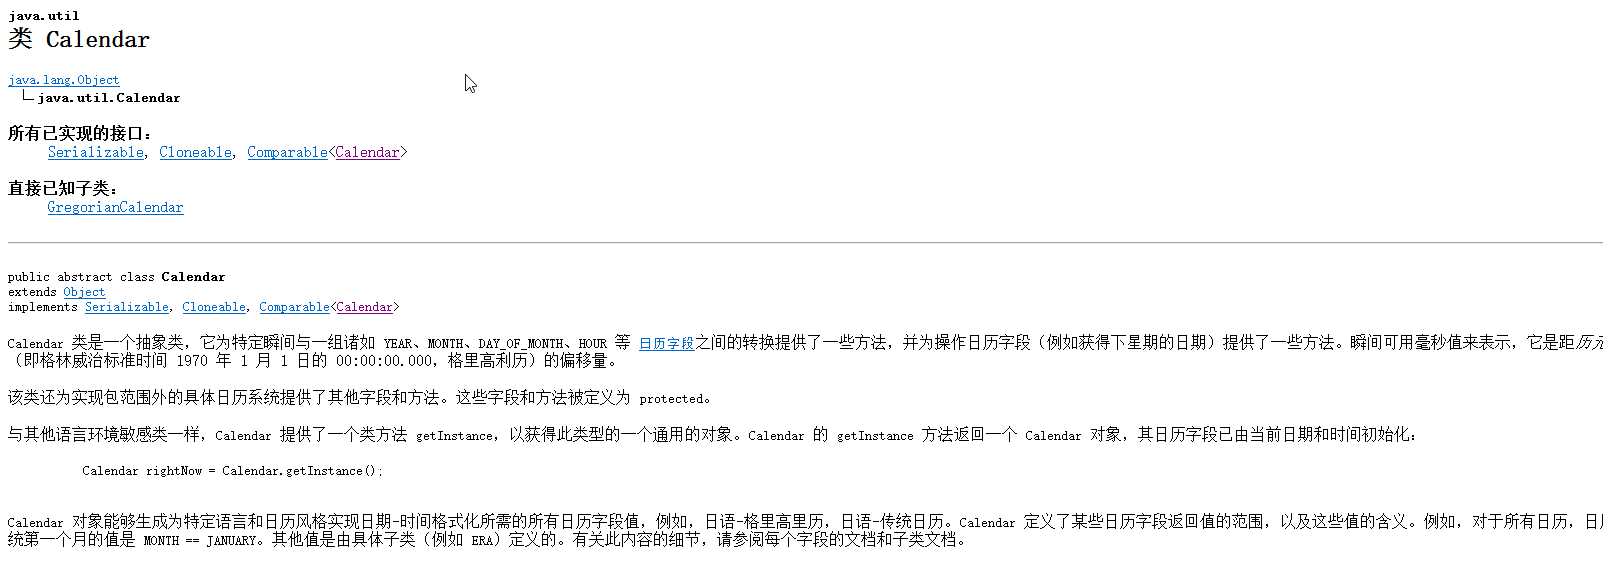 java.util
类 Calendar
java.lang.Object
java.util.Calendar
所有已实现的接口：
Serializable, Cloneable, Comparable<Calendar>
直接已知子类：
GregorianCalendar
public abstract class Calendar
extends Object
implements Serializable, Cloneable, Comparable<Calendar>
Calendar 类是一个抽象类，它为特定瞬间与一组诸如 YEAR、MONTH、DAY_OF_MONTH、HOUR 等 日历字段之间的转换提供了一些方法，并为操作日历字段（例如获得下星期的日期）提供了一些方法。瞬间可用毫秒值来表示，它是距历元
（即格林威治标准时间 1970 年 1 月 1 日的 00:00:00.000，格里高利历）的偏移量。
该类还为实现包范围外的具体日历系统提供了其他字段和方法。这些字段和方法被定义为 protected。
与其他语言环境敏感类一样，Calendar 提供了一个类方法 getInstance，以获得此类型的一个通用的对象。Calendar 的 getInstance 方法返回一个 Calendar 对象，其日历字段已由当前日期和时间初始化：
Calendar rightNow = Calendar.getInstance();
Calendar 对象能够生成为特定语言和日历风格实现日期-时间格式化所需的所有日历字段值，例如，日语-格里高里历，日语-传统日历。Calendar 定义了某些日历字段返回值的范围，以及这些值的含义。例如，对于所有日历，日
统第一个月的值是 MONTH == JANUARY。其他值是由具体子类（例如 ERA）定义的。有关此内容的细节，请参阅每个字段的文档和子类文档。